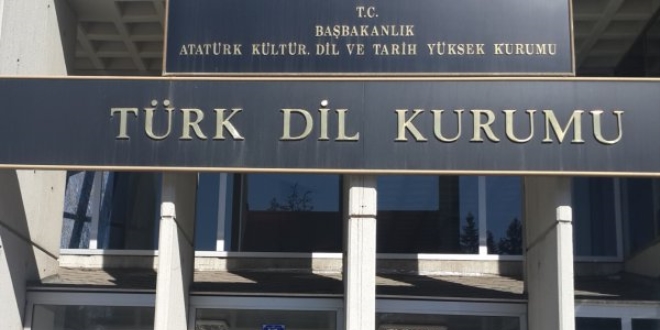 T.C.
BAŞBAKANLIK
ATATÜRK KÜLTÜR, DİL VE TARİH YÜKSEK KURUMU
TÜRK DİL KURUMU